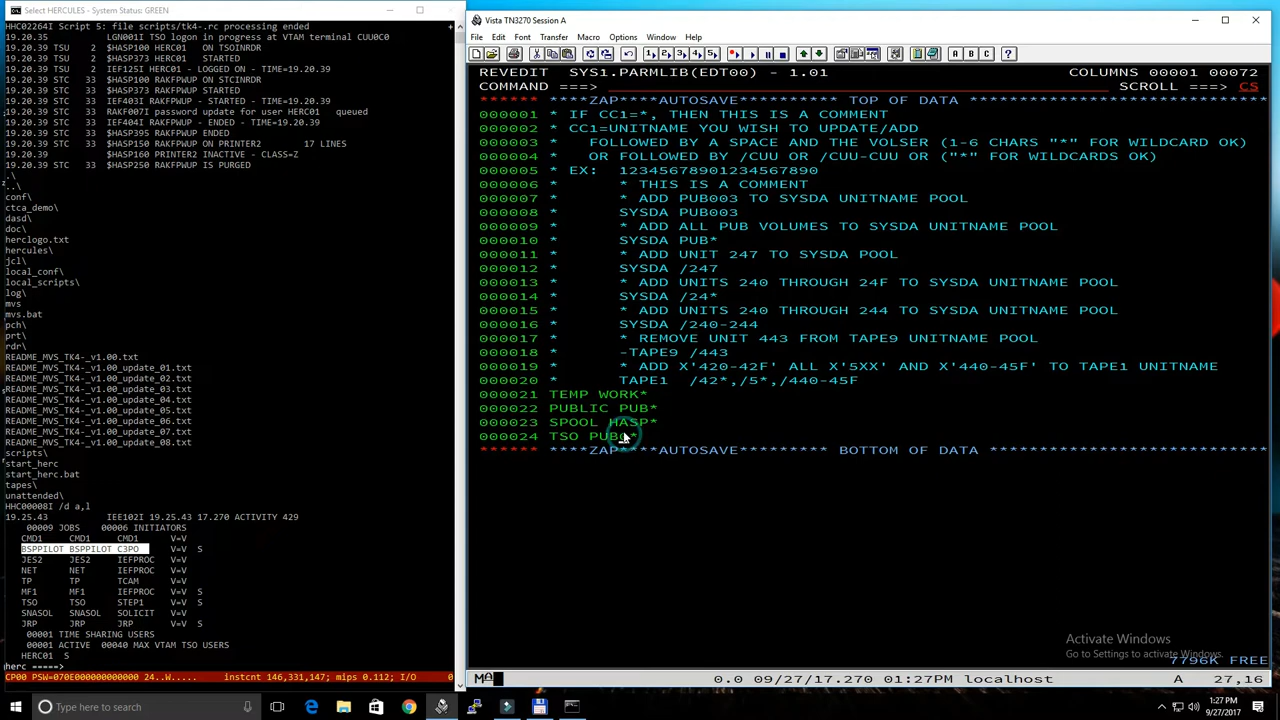 Select HERCULES - System Status: GREEN
HHC02264I Script 5: file scripts/tk4-.rc processing ended
19.20.35 LGN001I TSO logon in progress at VTAM terminal CUU0C0
19.20.39 TSU 2 $HASP100 HERC01 ON TSOINRDR
19.20.39 TSU 2 $HASP373 HERC01 STARTED
19.20.39 TSU 2 IEF125I HERC01 - LOGGED ON - TIME=19.20.39
19.20.39 STC 33 $HASP100 RAKFPWUP ON STCINRDR
19.20.39 STC 33 $HASP373 RAKFPWUP STARTED
19.20.39 STC 33 IEF403I RAKFPWUP - STARTED - TIME=19.20.39
19.20.39 STC 33 RAKF007I password update for user HERC01 queued
19.20.39 STC 33 IEF404I RAKFPWUP - ENDED - TIME=19.20.39
19.20.39 STC 33 $HASP395 RAKFPWUP ENDED
19.20.39 STC 33 $HASP150 RAKFPWUP ON PRINTER2 17 LINES
19.20.39 $HASP160 PRINTER2 INACTIVE - CLASS=Z
19.20.39 STC 33 $HASP250 RAKFPWUP IS PURGED
.\
..\
conf\
ctca_demo\
dasd\
doc\
herclogo.txt
hercules\
jcl\
local_conf\
local_scripts\
log\
mvs
mvs.bat
pch\
prt\
rdr\
README_MVS_TK4-_v1.00.txt
README_MVS_TK4-_v1.00_update_01.txt
README_MVS_TK4-_v1.00_update_02.txt
README_MVS_TK4-_v1.00_update_03.txt
README_MVS_TK4-_v1.00_update_04.txt
README_MVS_TK4-_v1.00_update_05.txt
README_MVS_TK4-_v1.00_update_06.txt
README_MVS_TK4-_v1.00_update_07.txt
README_MVS_TK4-_v1.00_update_08.txt
scripts\
start_herc
start_herc.bat
tapes\
unattended\
HHC00008I /d a,l
19.25.43 IEE102I 19.25.43 17.270 ACTIVITY 429
00009 JOBS 00006 INITIATORS
CMD1 CMD1 CMD1 V=V
BSPPILOT BSPPILOT C3PO V=V S
JES2 JES2 IEFPROC V=V
NET NET IEFPROC V=V
TP TP TCAM V=V
MF1 MF1 IEFPROC V=V S
TSO TSO STEP1 V=V S
SNASOL SNASOL SOLICIT V=V
JRP JRP JRP V=V S
00001 TIME SHARING USERS
00001 ACTIVE 00040 MAX VTAM TSO USERS
HERC01 S
herc =====>
CP00 PSW=070E000000000000 24..W..... instcnt 146,331,147; mips 0.112; I/O 0
Vista TN3270 Session A
File Edit Font Transfer Macro Options Window Help
REVEDIT SYS1.PARMLIB(EDT00) - 1.01 COLUMNS 00001 00072
COMMAND ===> SCROLL ===> CS
****** ****ZAP****AUTOSAVE********* TOP OF DATA *****************************
000001 * IF CC1=*, THEN THIS IS A COMMENT
000002 * CC1=UNITNAME YOU WISH TO UPDATE/ADD
000003 * FOLLOWED BY A SPACE AND THE VOLSER (1-6 CHARS "*" FOR WILDCARD OK)
000004 * OR FOLLOWED BY /CUU OR /CUU-CUU OR ("*" FOR WILDCARDS OK)
000005 * EX: 12345678901234567890
000006 * * THIS IS A COMMENT
000007 * * ADD PUB003 TO SYSDA UNITNAME POOL
000008 * SYSDA PUB003
000009 * * ADD ALL PUB VOLUMES TO SYSDA UNITNAME POOL
000010 * SYSDA PUB*
000011 * * ADD UNIT 247 TO SYSDA POOL
000012 * SYSDA /247
000013 * * ADD UNITS 240 THROUGH 24F TO SYSDA UNITNAME POOL
000014 * SYSDA /24*
000015 * * ADD UNITS 240 THROUGH 244 TO SYSDA UNITNAME POOL
000016 * SYSDA /240-244
000017 * * REMOVE UNIT 443 FROM TAPE9 UNITNAME POOL
000018 * -TAPE9 /443
000019 * * ADD X'420-42F' ALL X'5XX' AND X'440-45F' TO TAPE1 UNITNAME
000020 * TAPE1 /42*,/5*,/440-45F
000021 TEMP WORK*
000022 PUBLIC PUB*
000023 SPOOL HASP*
000024 TSO PUB0*
****** ****ZAP****AUTOSAVE********* BOTTOM OF DATA ****************************
Activate Windows
Go to Settings to activate Windows.
7796K FREE
MA 0.0 09/27/17.270 01:27PM localhost A 27,16
Type here to search
1:27 PM
9/27/2017